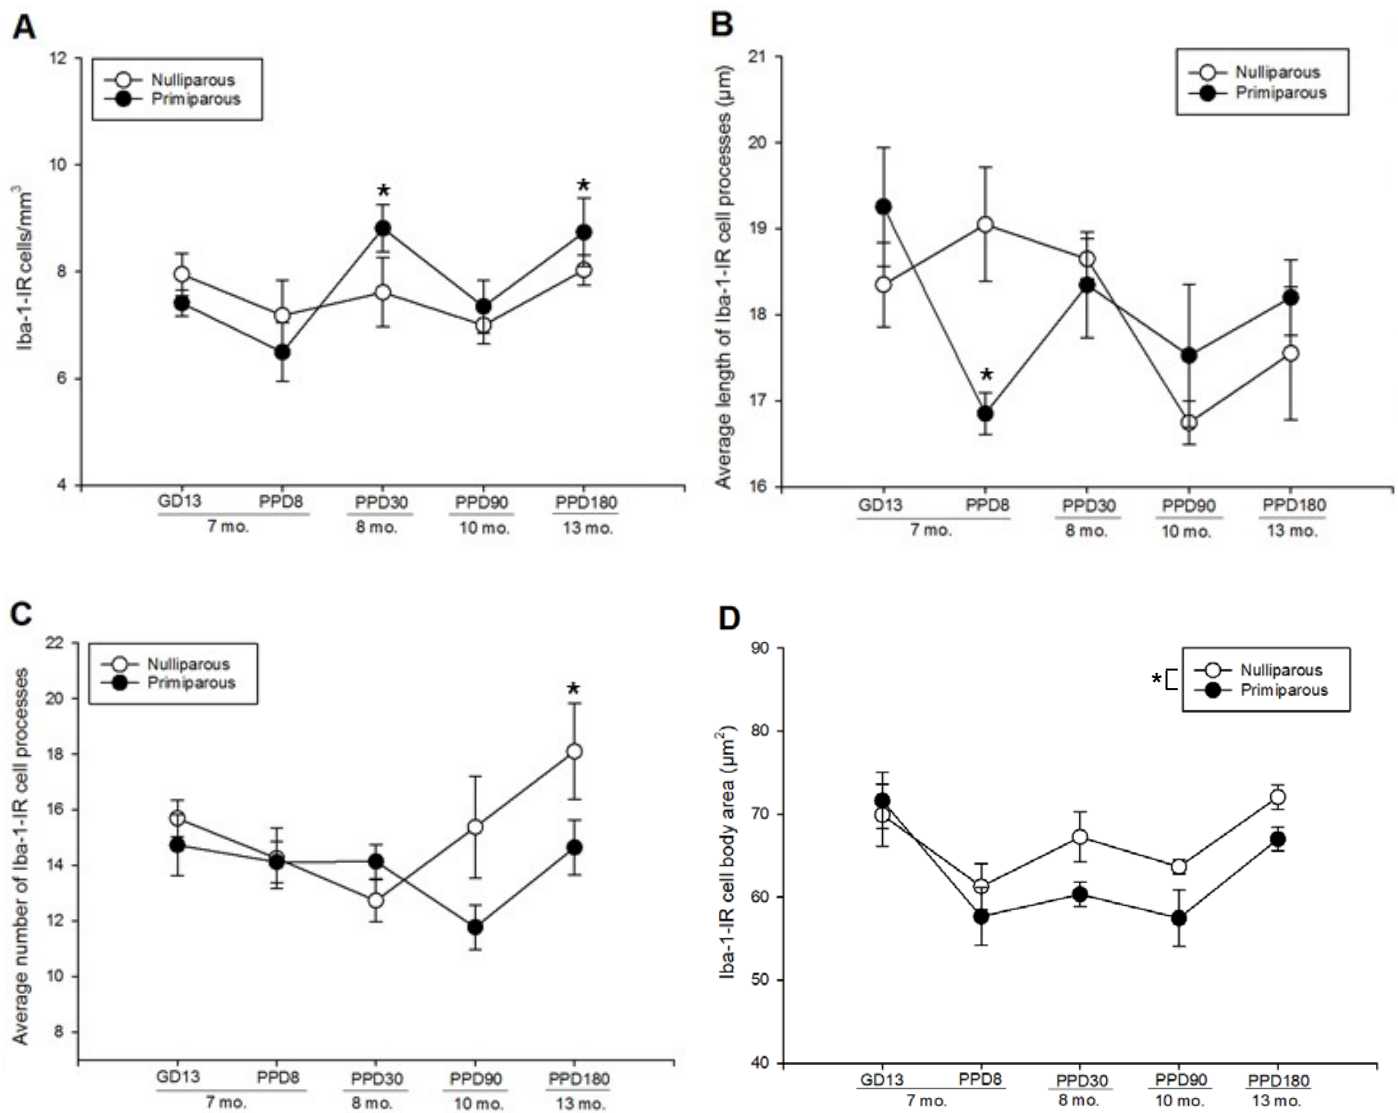 A
Iba-1-IR cells/mm³
12
10
8
6
4
Nulliparous
Primiparous
*
*
GD13 PPD8 PPD30 PPD90 PPD180
7 mo. 8 mo. 10 mo. 13 mo.
B
Average length of Iba-1-IR cell processes (µm)
21
20
19
18
17
16
Nulliparous
Primiparous
*
GD13 PPD8 PPD30 PPD90 PPD180
7 mo. 8 mo. 10 mo. 13 mo.
C
Average number of Iba-1-IR cell processes
22
20
18
16
14
12
10
8
Nulliparous
Primiparous
*
GD13 PPD8 PPD30 PPD90 PPD180
7 mo. 8 mo. 10 mo. 13 mo.
D
Iba-1-IR cell body area (µm²)
90
80
70
60
50
40
*
Nulliparous
Primiparous
GD13 PPD8 PPD30 PPD90 PPD180
7 mo. 8 mo. 10 mo. 13 mo.